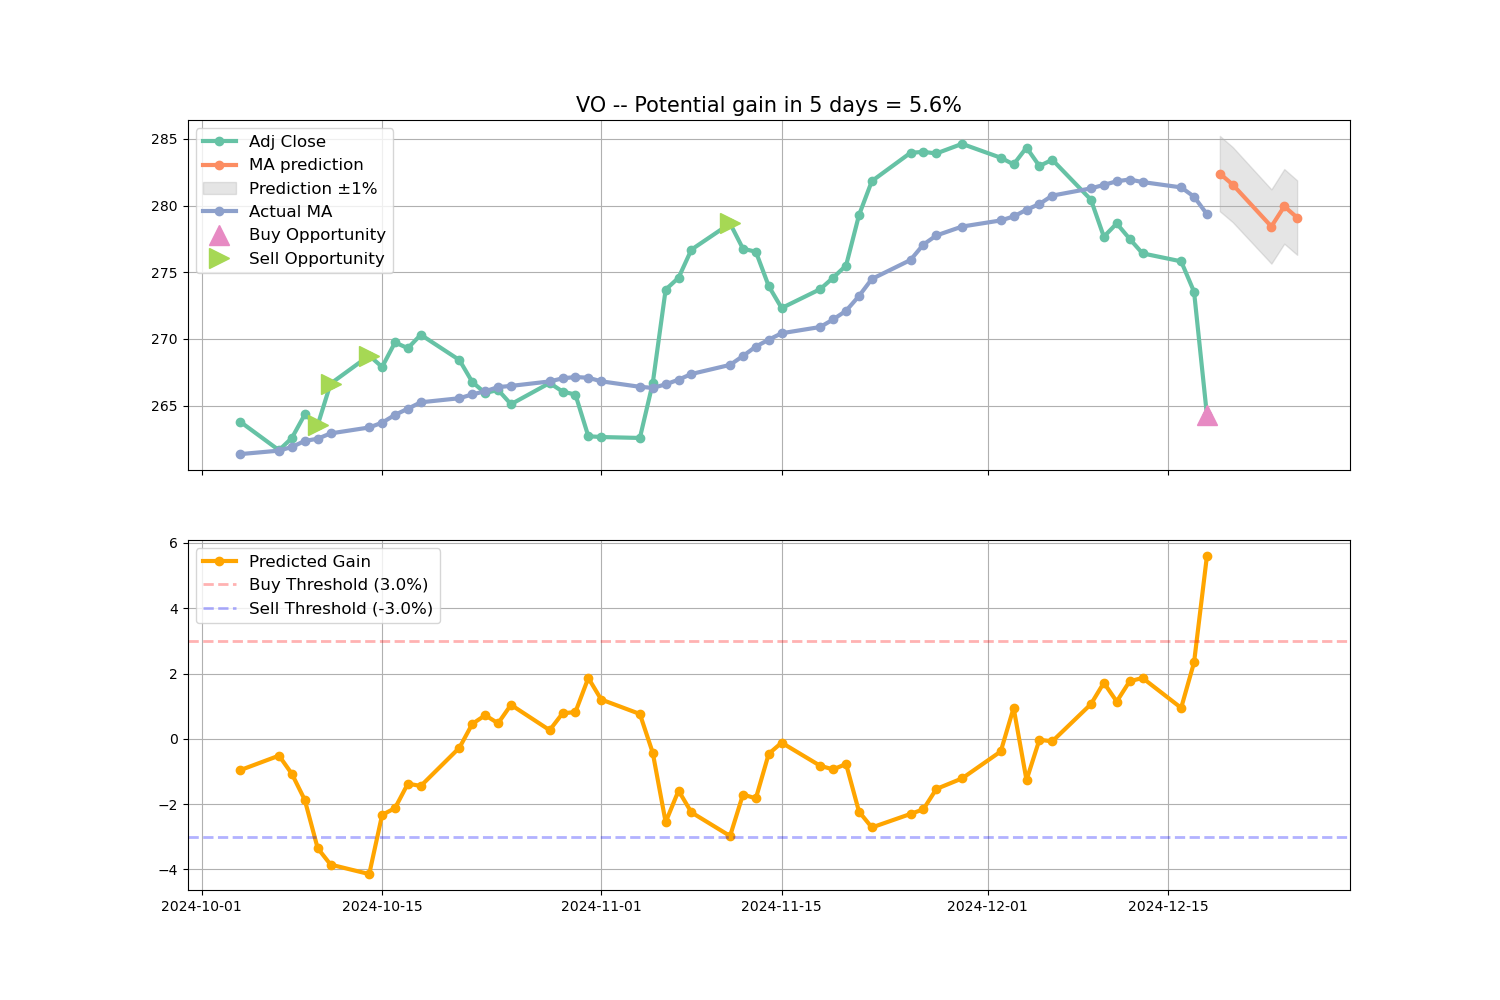 VO -- Potential gain in 5 days = 5.6%
285
280
275
270
265
Adj Close
MA prediction
Prediction ±1%
Actual MA
Buy Opportunity
Sell Opportunity
6
4
2
0
−2
−4
Predicted Gain
Buy Threshold (3.0%)
Sell Threshold (-3.0%)
2024-10-01 2024-10-15 2024-11-01 2024-11-15 2024-12-01 2024-12-15